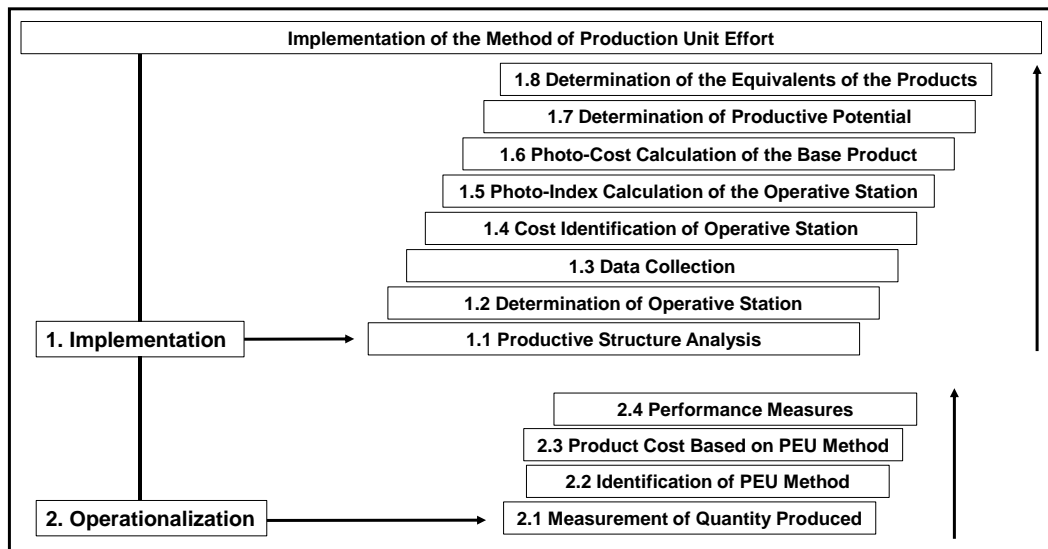 Implementation of the Method of Production Unit Effort
1.8 Determination of the Equivalents of the Products
1.7 Determination of Productive Potential
1.6 Photo-Cost Calculation of the Base Product
1.5 Photo-Index Calculation of the Operative Station
1.4 Cost Identification of Operative Station
1.3 Data Collection
1.2 Determination of Operative Station
1. Implementation
1.1 Productive Structure Analysis
2.4 Performance Measures
2.3 Product Cost Based on PEU Method
2.2 Identification of PEU Method
2. Operationalization
2.1 Measurement of Quantity Produced